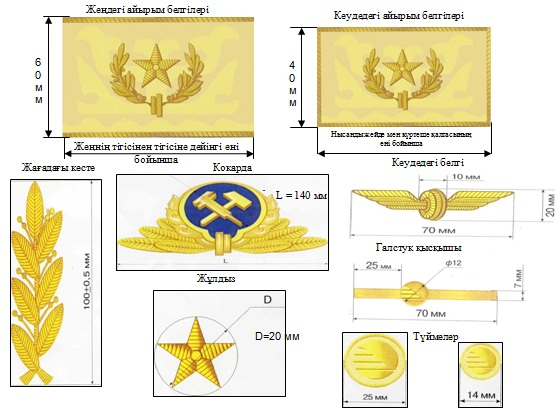 Жеңдегі айырым белгілері
Кеудедегі айырым белгілері
60 мм
40 мм
Жеңнің тігісінен тігісіне дейінгі ені
бойынша
Нысанды жейде мен күртеше қалтасының
ені бойынша
Жағадағы кесте
Кокарда
Кеудедегі белгі
L = 140 мм
L
100±0,5 мм
10 мм
20 мм
70 мм
Галстук қысқышы
25 мм
ф12
7 мм
70 мм
Жұлдыз
D
D=20 мм
Түймелер
25 мм
14 мм